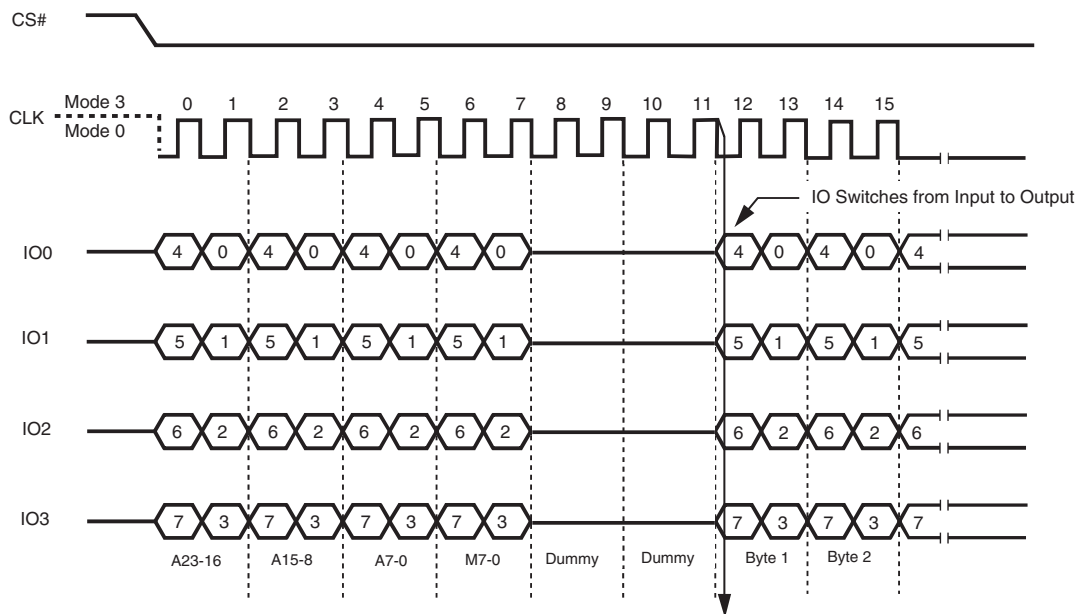 CS#
Mode 3
CLK
Mode 0
0 1 2 3 4 5 6 7 8 9 10 11 12 13 14 15
IO Switches from Input to Output
IO0 4 0 4 0 4 0 4 0 4 0 4 0 4
IO1 5 1 5 1 5 1 5 1 5 1 5 1 5
IO2 6 2 6 2 6 2 6 2 6 2 6 2 6
IO3 7 3 7 3 7 3 7 3 7 3 7 3 7
A23-16 A15-8 A7-0 M7-0 Dummy Dummy Byte 1 Byte 2